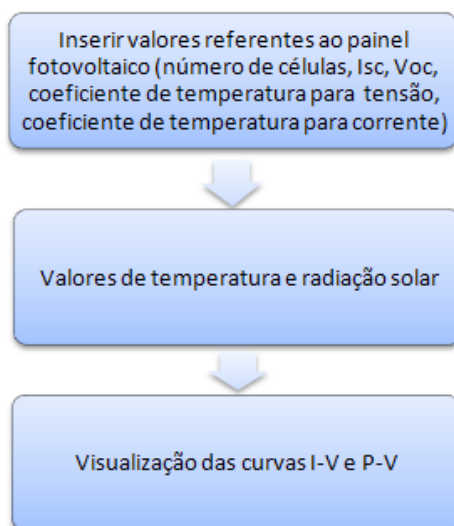 Inserir valores referentes ao painel
fotovoltaico (número de células, Isc, Voc,
coeficiente de temperatura para tensão,
coeficiente de temperatura para corrente)
Valores de temperatura e radiação solar
Visualização das curvas I-V e P-V